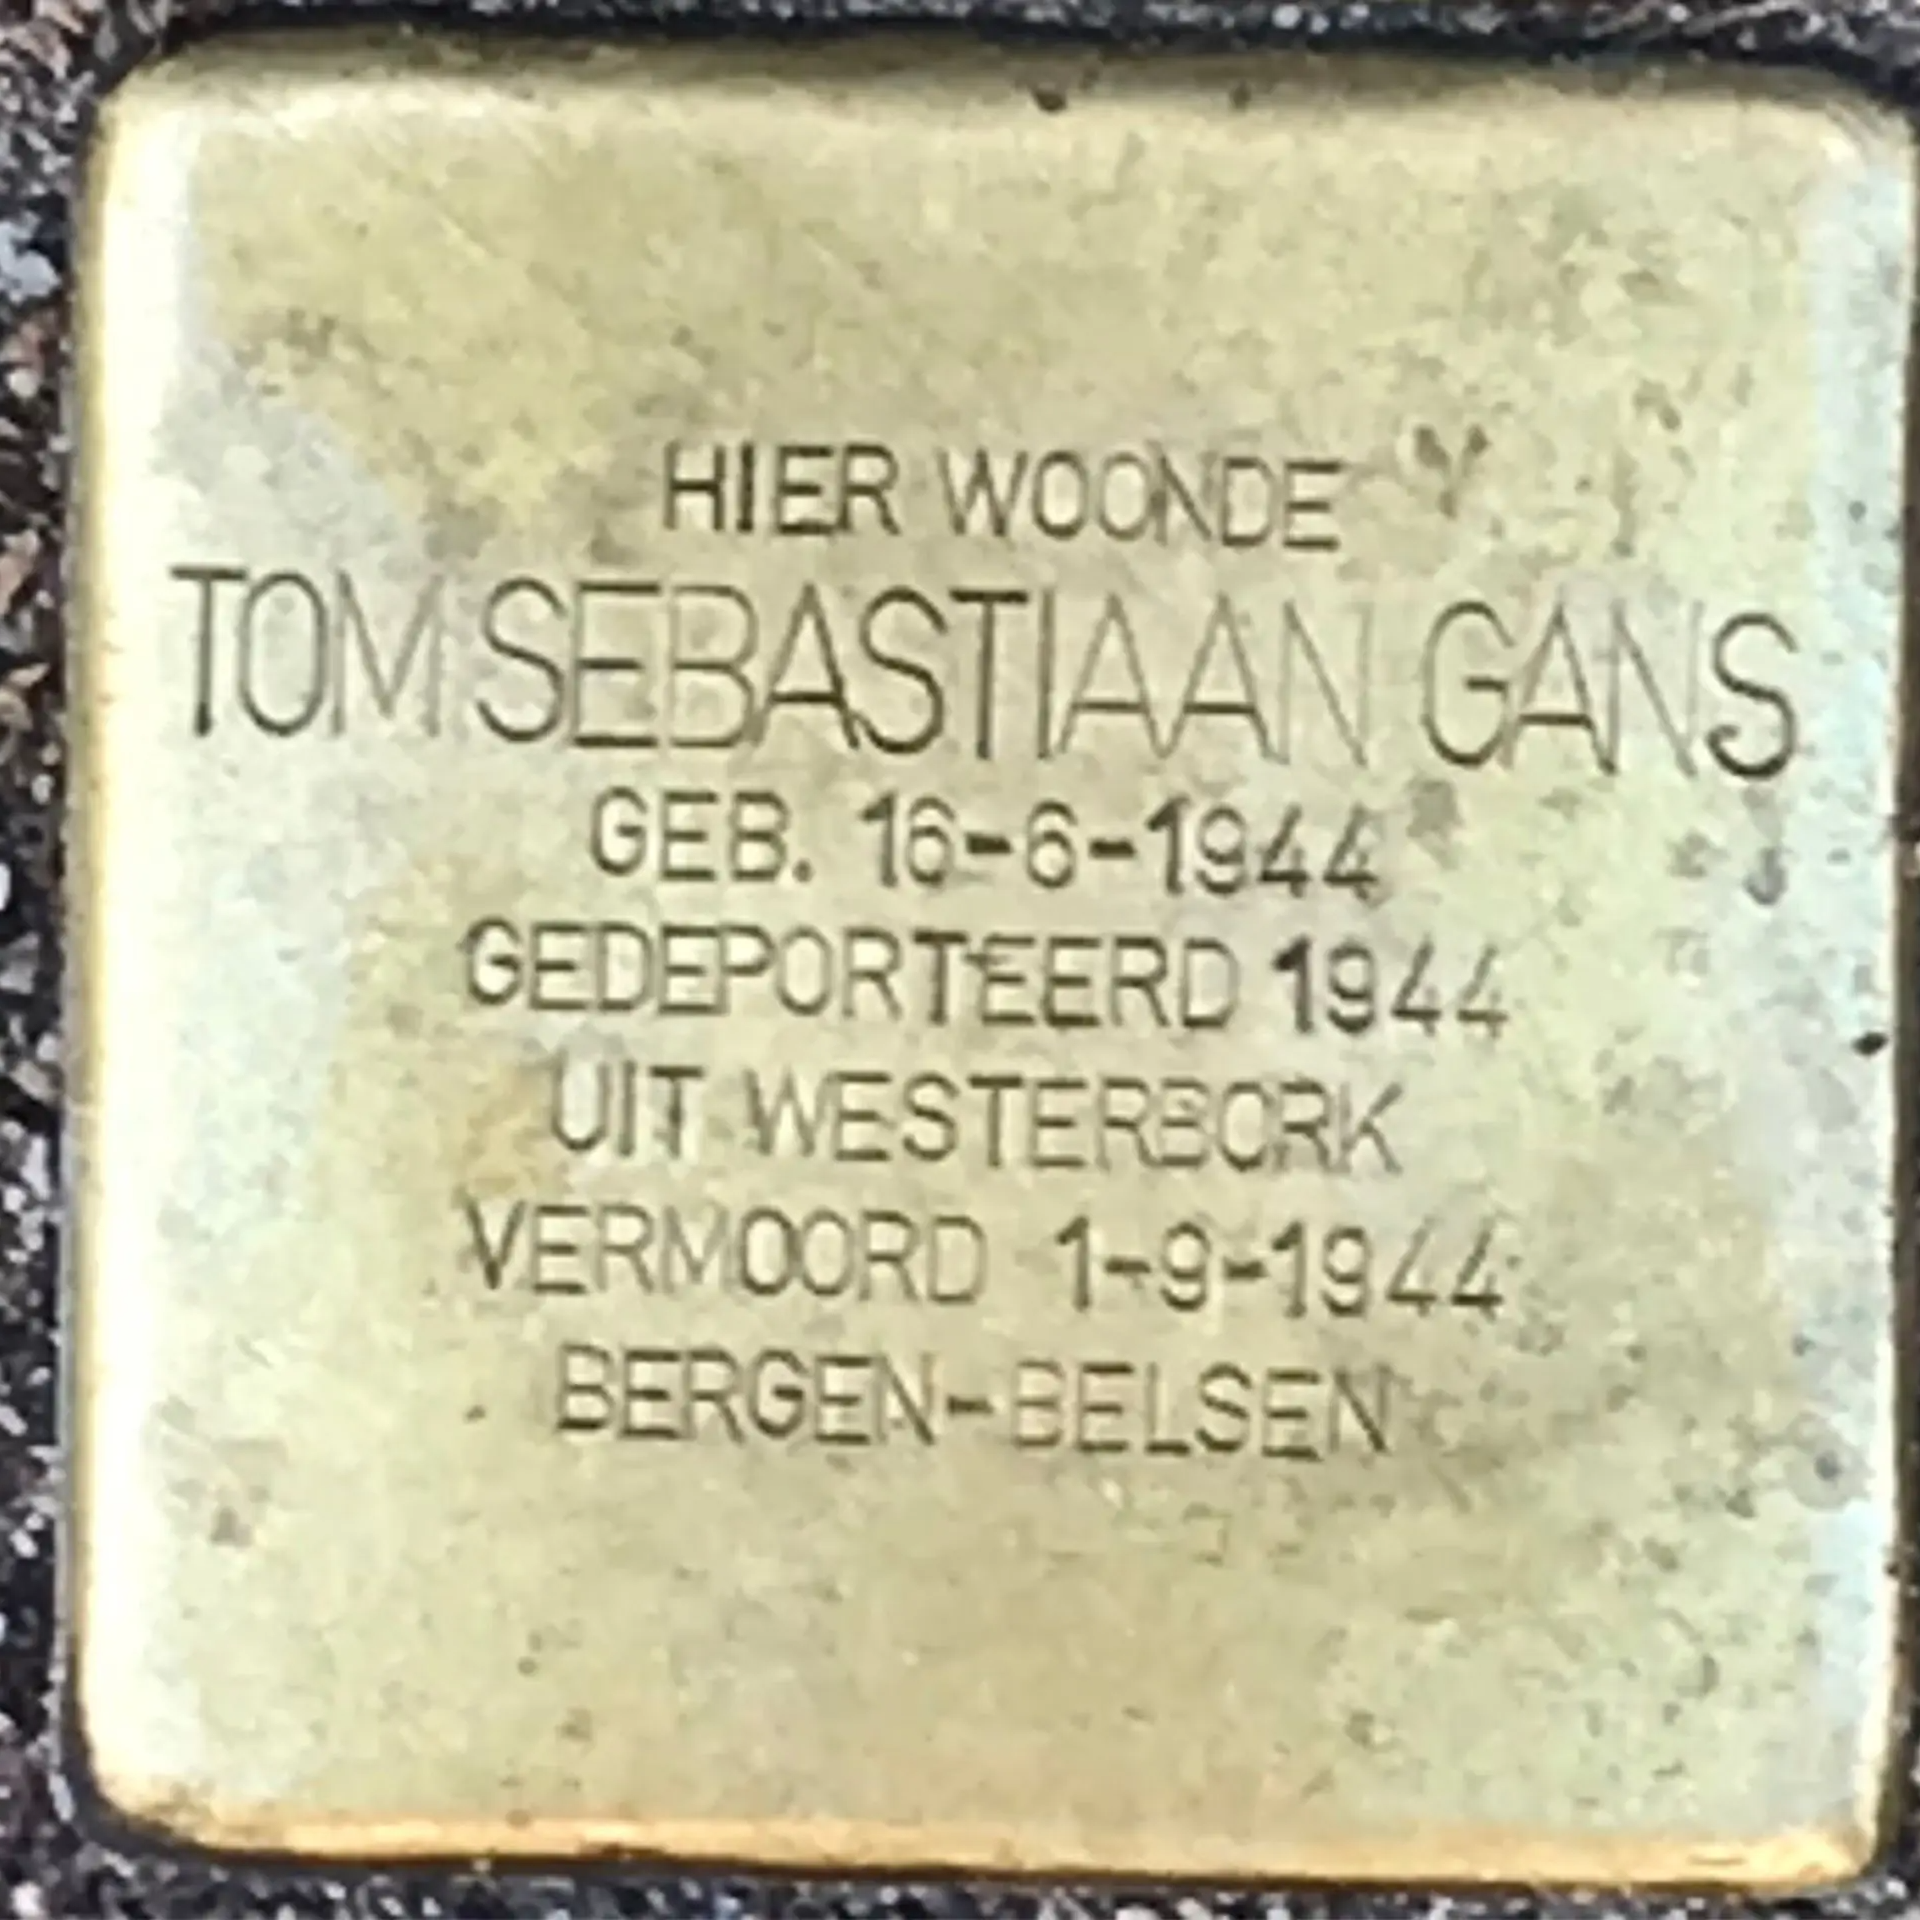 HIER WOONDE
TOM SEBASTIAAN GANS
GEB. 16-6-1944
GEDEPORTEERD 1944
UIT WESTERBORK
VERMOORD 1-9-1944
BERGEN-BELSEN